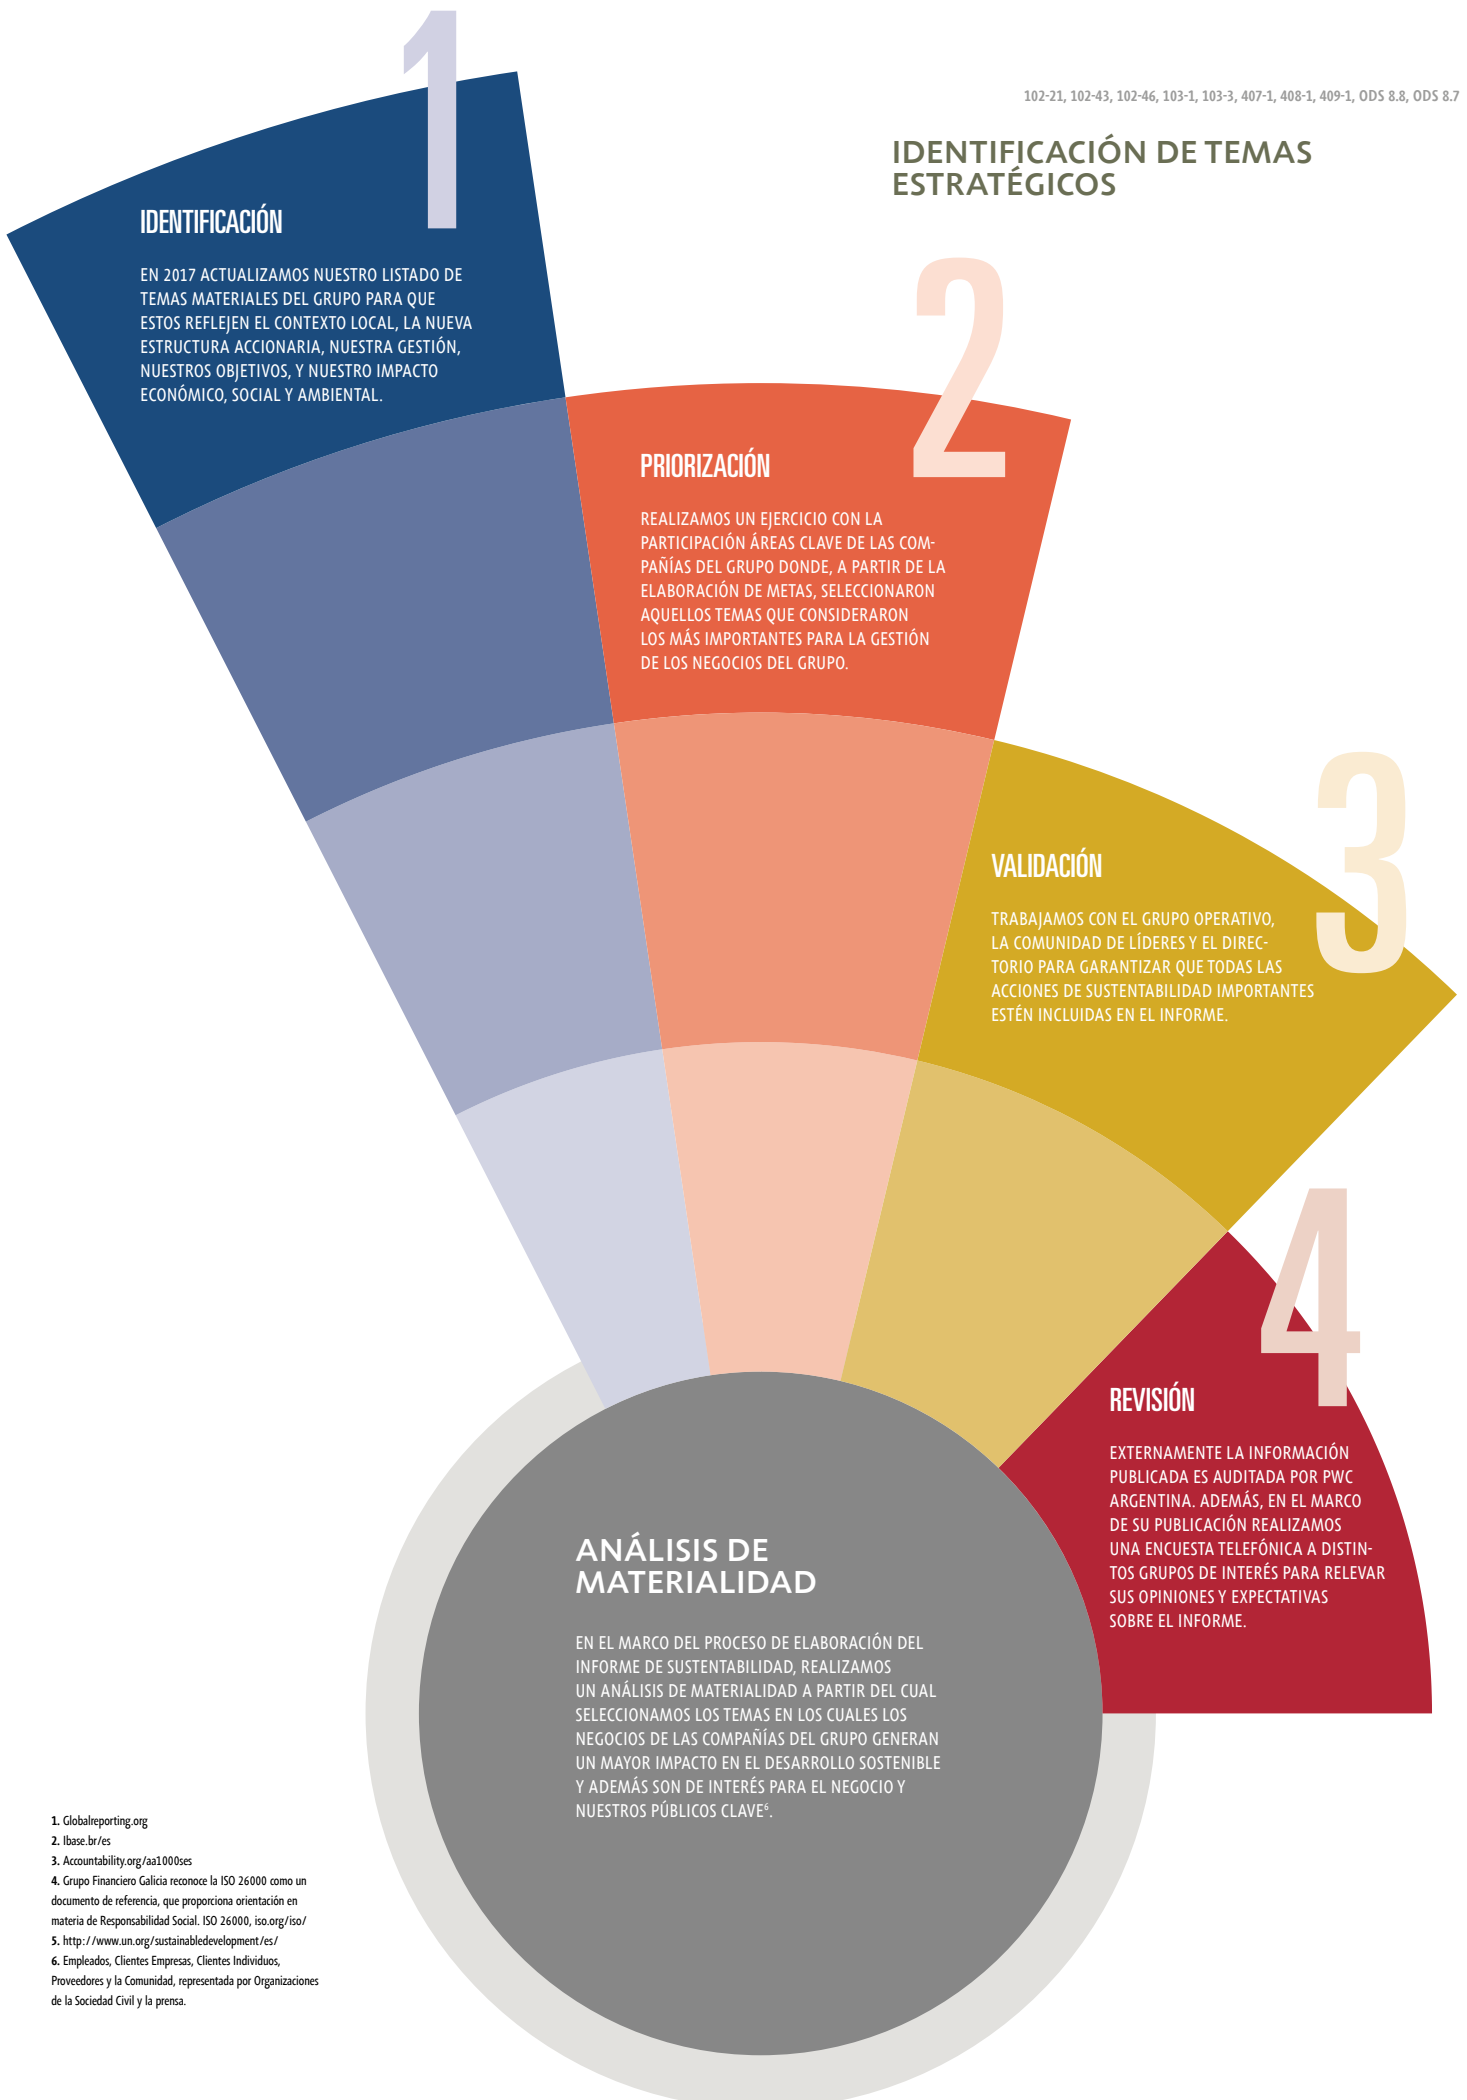 102-21, 102-43, 102-46, 103-1, 103-3, 407-1, 408-1, 409-1, ODS 8.8, ODS 8.7
IDENTIFICACIÓN DE TEMAS
ESTRATÉGICOS
1
IDENTIFICACIÓN
EN 2017 ACTUALIZAMOS NUESTRO LISTADO DE
TEMAS MATERIALES DEL GRUPO PARA QUE
ESTOS REFLEJEN EL CONTEXTO LOCAL, LA NUEVA
ESTRUCTURA ACCIONARIA, NUESTRA GESTIÓN,
NUESTROS OBJETIVOS, Y NUESTRO IMPACTO
ECONÓMICO, SOCIAL Y AMBIENTAL.
2
PRIORIZACIÓN
REALIZAMOS UN EJERCICIO CON LA
PARTICIPACIÓN ÁREAS CLAVE DE LAS COM-
PAÑÍAS DEL GRUPO DONDE, A PARTIR DE LA
ELABORACIÓN DE METAS, SELECCIONARON
AQUELLOS TEMAS QUE CONSIDERARON
LOS MÁS IMPORTANTES PARA LA GESTIÓN
DE LOS NEGOCIOS DEL GRUPO.
3
VALIDACIÓN
TRABAJAMOS CON EL GRUPO OPERATIVO,
LA COMUNIDAD DE LÍDERES Y EL DIREC-
TORIO PARA GARANTIZAR QUE TODAS LAS
ACCIONES DE SUSTENTABILIDAD IMPORTANTES
ESTÉN INCLUIDAS EN EL INFORME.
4
REVISIÓN
EXTERNAMENTE LA INFORMACIÓN
PUBLICADA ES AUDITADA POR PWC
ARGENTINA. ADEMÁS, EN EL MARCO
DE SU PUBLICACIÓN REALIZAMOS
UNA ENCUESTA TELEFÓNICA A DISTIN-
TOS GRUPOS DE INTERÉS PARA RELEVAR
SUS OPINIONES Y EXPECTATIVAS
SOBRE EL INFORME.
ANÁLISIS DE
MATERIALIDAD
EN EL MARCO DEL PROCESO DE ELABORACIÓN DEL
INFORME DE SUSTENTABILIDAD, REALIZAMOS
UN ANÁLISIS DE MATERIALIDAD A PARTIR DEL CUAL
SELECCIONAMOS LOS TEMAS EN LOS CUALES LOS
NEGOCIOS DE LAS COMPAÑÍAS DEL GRUPO GENERAN
UN MAYOR IMPACTO EN EL DESARROLLO SOSTENIBLE
Y ADEMÁS SON DE INTERÉS PARA EL NEGOCIO Y
NUESTROS PÚBLICOS CLAVE⁶.
1. Globalreporting.org
2. Ibase.br/es
3. Accountability.org/aa1000ses
4. Grupo Financiero Galicia reconoce la ISO 26000 como un
documento de referencia, que proporciona orientación en
materia de Responsabilidad Social. ISO 26000, iso.org/iso/
5. http://www.un.org/sustainabledevelopment/es/
6. Empleados, Clientes Empresas, Clientes Individuos,
Proveedores y la Comunidad, representada por Organizaciones
de la Sociedad Civil y la prensa.